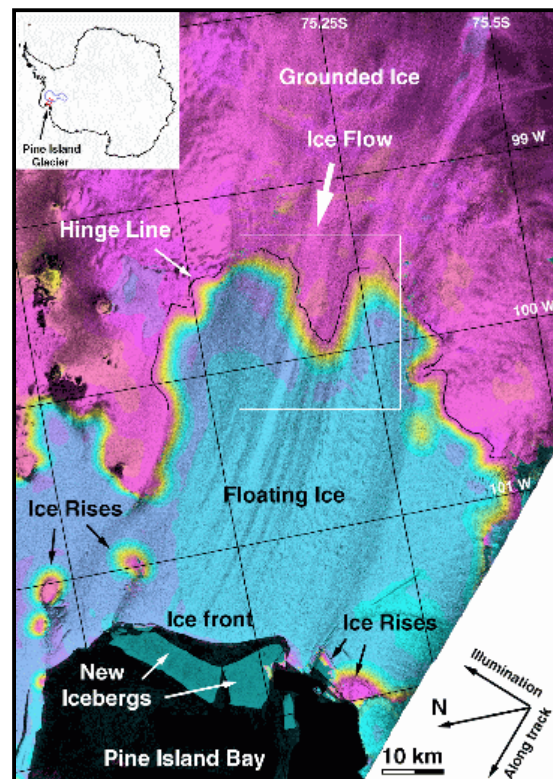 75.25S
75.5S
Grounded Ice
Pine Island
Glacier
Ice Flow
99 W
Hinge Line
100 W
Floating Ice
101 W
Ice Rises
Ice front
Ice Rises
New
Icebergs
Illumination
N
Along track
Pine Island Bay
10 km